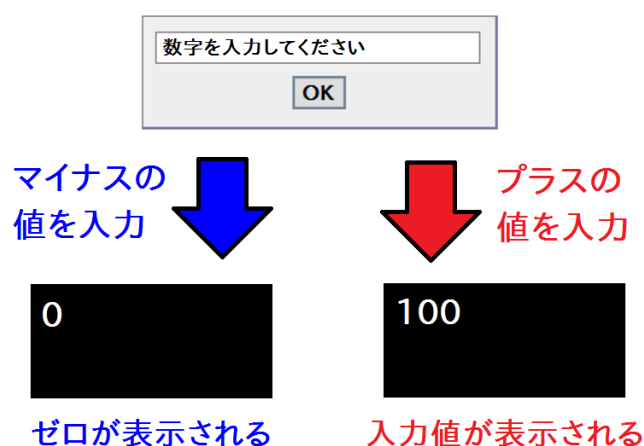 数字を入力してください
OK
マイナスの
値を入力
プラスの
値を入力
0
100
ゼロが表示される
入力値が表示される